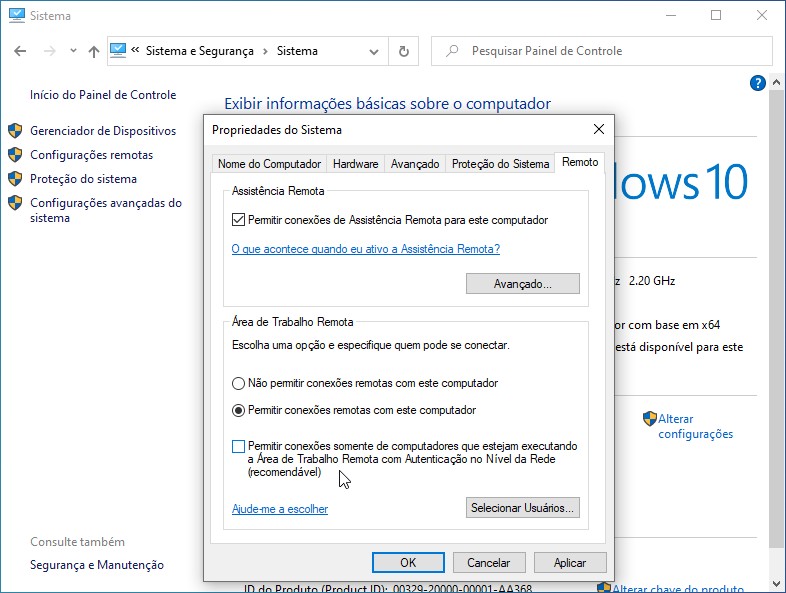 Sistema
Sistema e Segurança
Sistema
Pesquisar Painel de Controle
Início do Painel de Controle
Gerenciador de Dispositivos
Configurações remotas
Proteção do sistema
Configurações avançadas do
sistema
Consulte também
Segurança e Manutenção
Exibir informações básicas sobre o computador
Propriedades do Sistema
Nome do Computador
Hardware
Avançado
Proteção do Sistema
Remoto
Assistência Remota
Permitir conexões de Assistência Remota para este computador
O que acontece quando eu ativo a Assistência Remota?
Avançado...
Área de Trabalho Remota
Escolha uma opção e especifique quem pode se conectar.
Não permitir conexões remotas com este computador
Permitir conexões remotas com este computador
Permitir conexões somente de computadores que estejam executando
a Área de Trabalho Remota com Autenticação no Nível da Rede
(recomendável)
Ajude-me a escolher
Selecionar Usuários...
OK
Cancelar
Aplicar
ows 10
z 2.20 GHz
or com base em x64
está disponível para este
Alterar
configurações
ID do Produto (Product ID): 00329-20000-00001-AA368
Alterar chave do produto